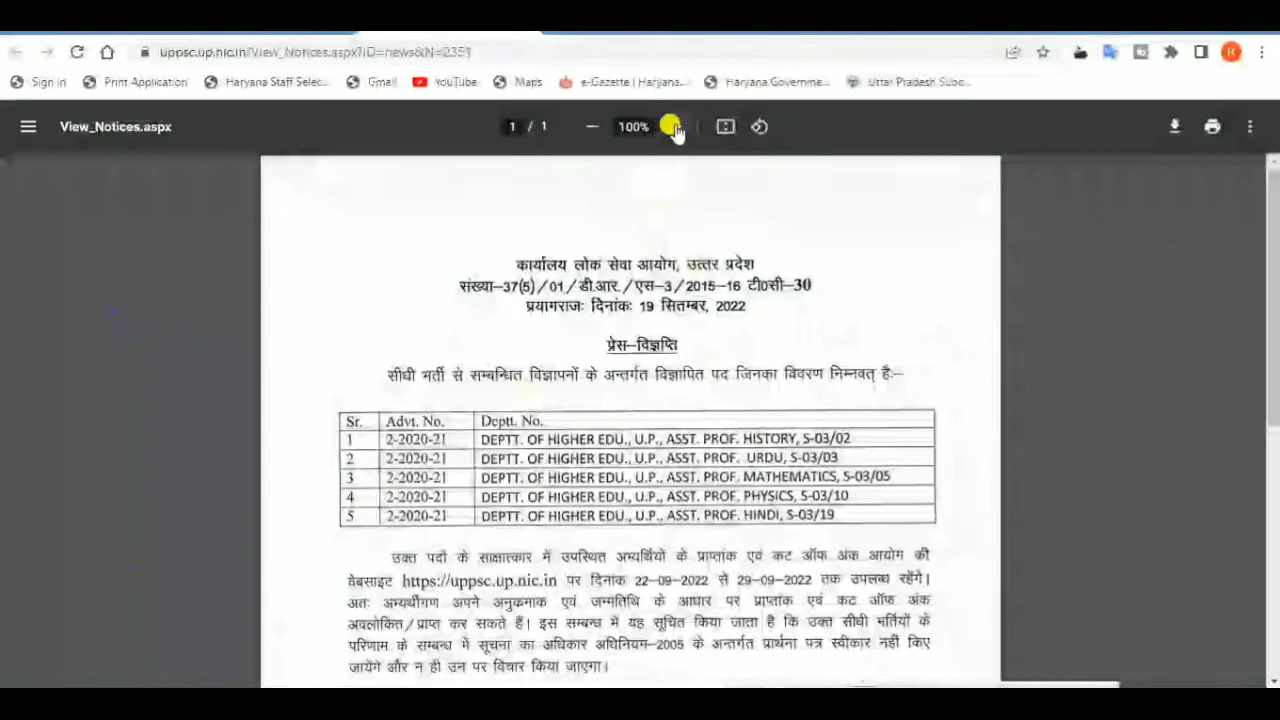 uppsc.up.nic.in/View_Notices.aspx?ID=news&N=2351
Sign In Print Application Haryana Staff Selec... Gmail YouTube Maps e-Gazette | Haryana... Haryana Governme... Uttar Pradesh Subo...
View_Notices.aspx 1 / 1 100%
कार्यालय लोक सेवा आयोग, उत्तर प्रदेश
संख्या–37(5)/01/डी.आर./एस–3/2015–16 टी0सी–30
प्रयागराजः दिनांकः 19 सितम्बर, 2022
प्रेस–विज्ञप्ति
सीधी भर्ती से सम्बन्धित विज्ञापनों के अन्तर्गत विज्ञापित पद जिनका विवरण निम्नवत् हैः–
Sr. Advt. No. Deptt. No.
1 2-2020-21 DEPTT. OF HIGHER EDU., U.P., ASST. PROF. HISTORY, S-03/02
2 2-2020-21 DEPTT. OF HIGHER EDU., U.P., ASST. PROF. URDU, S-03/03
3 2-2020-21 DEPTT. OF HIGHER EDU., U.P., ASST. PROF. MATHEMATICS, S-03/05
4 2-2020-21 DEPTT. OF HIGHER EDU., U.P., ASST. PROF. PHYSICS, S-03/10
5 2-2020-21 DEPTT. OF HIGHER EDU., U.P., ASST. PROF. HINDI, S-03/19
उक्त पदों के साक्षात्कार में उपस्थित अभ्यर्थियों के प्राप्तांक एवं कट ऑफ अंक आयोग की
वेबसाइट https://uppsc.up.nic.in पर दिनांक 22–09–2022 से 29–09–2022 तक उपलब्ध रहेंगे।
अतः अभ्यर्थीगण अपने अनुक्रमांक एवं जन्मतिथि के आधार पर प्राप्तांक एवं कट ऑफ अंक
अवलोकित/प्राप्त कर सकते हैं। इस सम्बन्ध में यह सूचित किया जाता है कि उक्त सीधी भर्तियों के
परिणाम के सम्बन्ध में सूचना का अधिकार अधिनियम–2005 के अन्तर्गत प्रार्थना पत्र स्वीकार नहीं किए
जायेंगे और न ही उन पर विचार किया जाएगा।